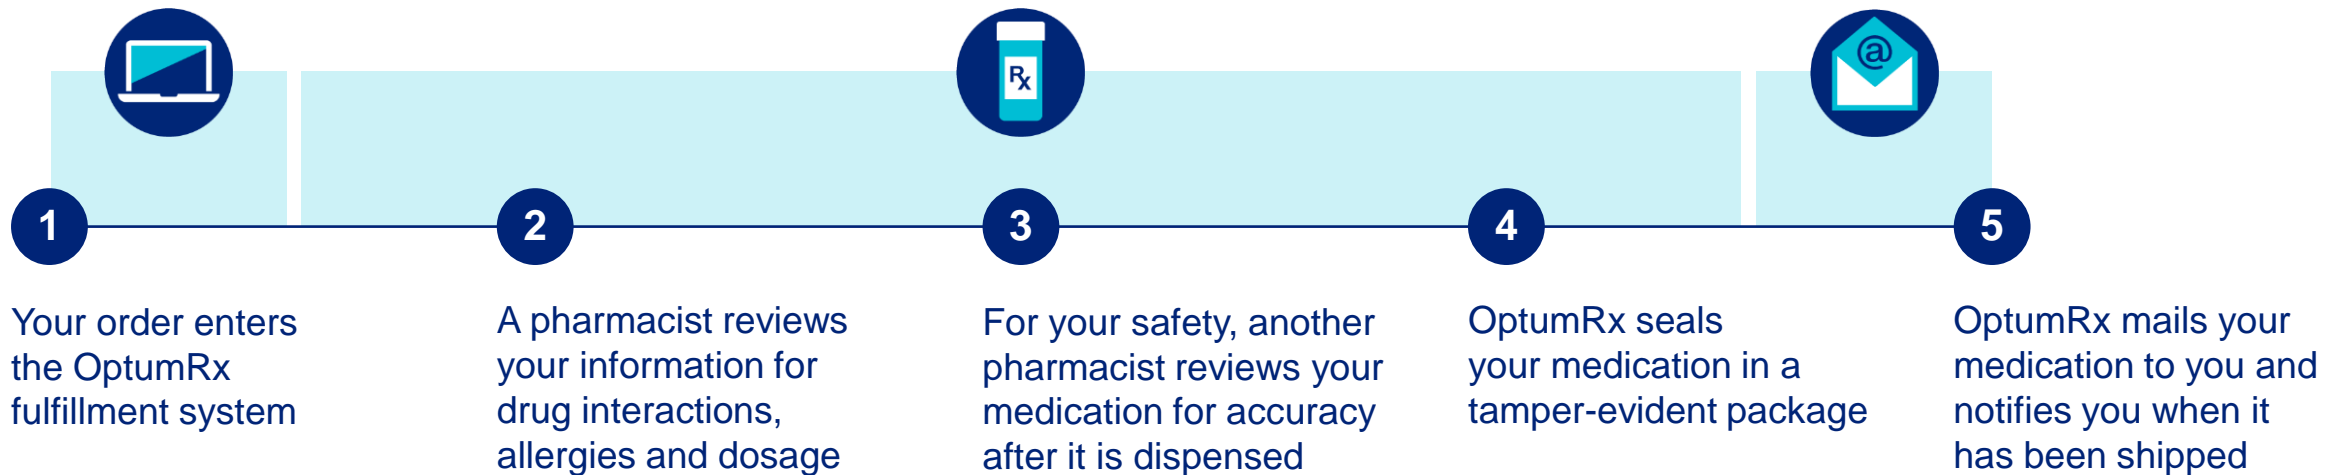 @
Rx
1
2
3
4
5
Your order enters
the OptumRx
fulfillment system
A pharmacist reviews
your information for
drug interactions,
allergies and dosage
For your safety, another
pharmacist reviews your
medication for accuracy
after it is dispensed
OptumRx seals
your medication in a
tamper-evident package
OptumRx mails your
medication to you and
notifies you when it
has been shipped